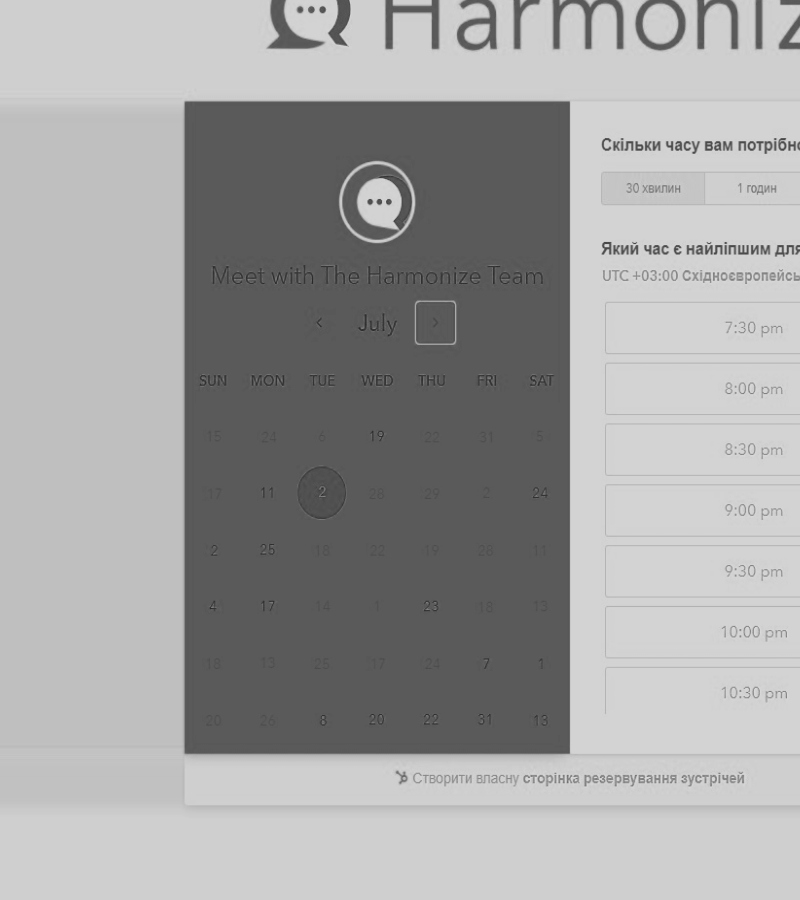 Harmoniz
Meet with The Harmonize Team
July
SUN MON TUE WED THU FRI SAT
15 24 6 19 22 31 5
17 11 2 28 29 2 24
2 25 18 22 19 28 11
4 17 14 1 23 18 13
18 13 25 17 24 7 1
20 26 8 20 22 31 13
Скільки часу вам потрібно
30 хвилин 1 годин
Який час є найліпшим для
UTC +03:00 Східноєвропейсь
7:30 pm
8:00 pm
8:30 pm
9:00 pm
9:30 pm
10:00 pm
10:30 pm
Створити власну сторінка резервування зустрічей